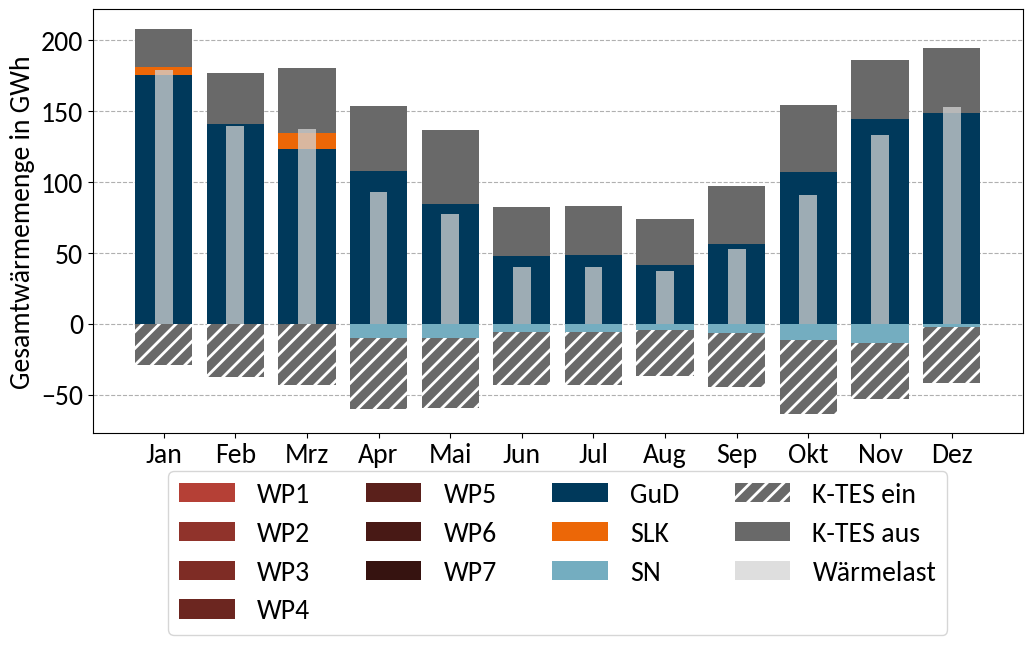 Gesamtwärmemenge in GWh
200
150
100
50
0
−50
Jan Feb Mrz Apr Mai Jun Jul Aug Sep Okt Nov Dez
WP1 WP5 GuD K-TES ein
WP2 WP6 SLK K-TES aus
WP3 WP7 SN Wärmelast
WP4